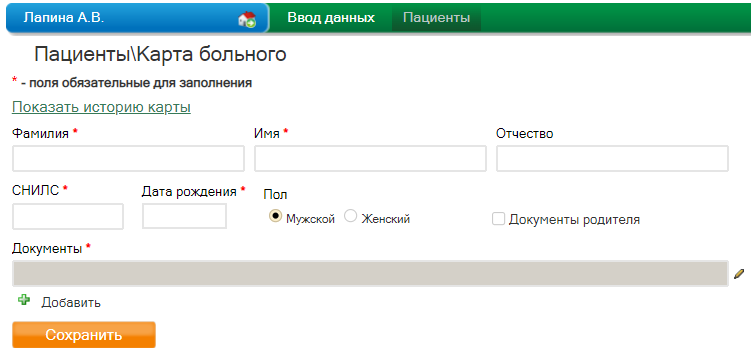 Лапина А.В. Ввод данных Пациенты
Пациенты\Карта больного
* - поля обязательные для заполнения
Показать историю карты
Фамилия * Имя * Отчество
СНИЛС * Дата рождения * Пол
Мужской Женский Документы родителя
Документы *
Добавить
Сохранить